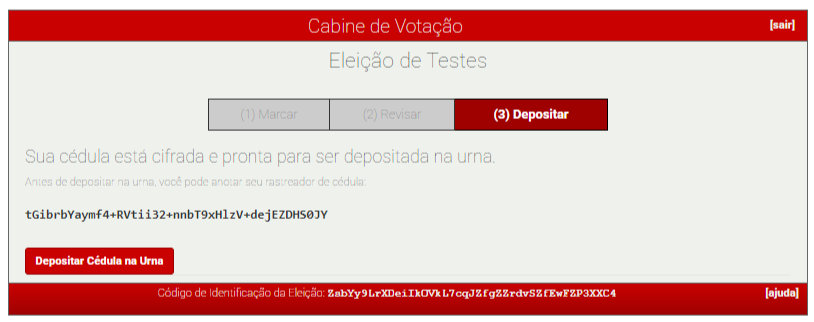 Cabine de Votação [sair]
Eleição de Testes
(1) Marcar (2) Revisar (3) Depositar
Sua cédula está cifrada e pronta para ser depositada na urna.
Antes de depositar na urna, você pode anotar seu rastreador de cédula:
tGibrbYaymf4+RVtii32+nnbT9xHlzV+dejEZDHS0JY
Depositar Cédula na Urna
Código de Identificação da Eleição: ZsbYy9LrXDeiIkOVkL7cqJZfgZZrdvSZfEwFZP3XXC4 [ajuda]